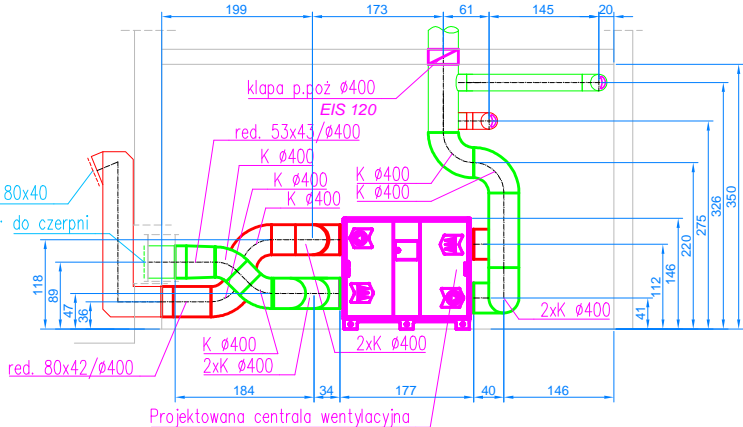 199 173 61 145 20
klapa p.poż Ø400
EIS 120
red. 53x43/Ø400
K Ø400
K Ø400
K Ø400
K Ø400
K Ø400
80x40
do czerpni
118
89
47
36
350
326
275
220
146
112
41
2xK Ø400
K Ø400
2xK Ø400
2xK Ø400
red. 80x42/Ø400
184 34 177 40 146
Projektowana centrala wentylacyjna